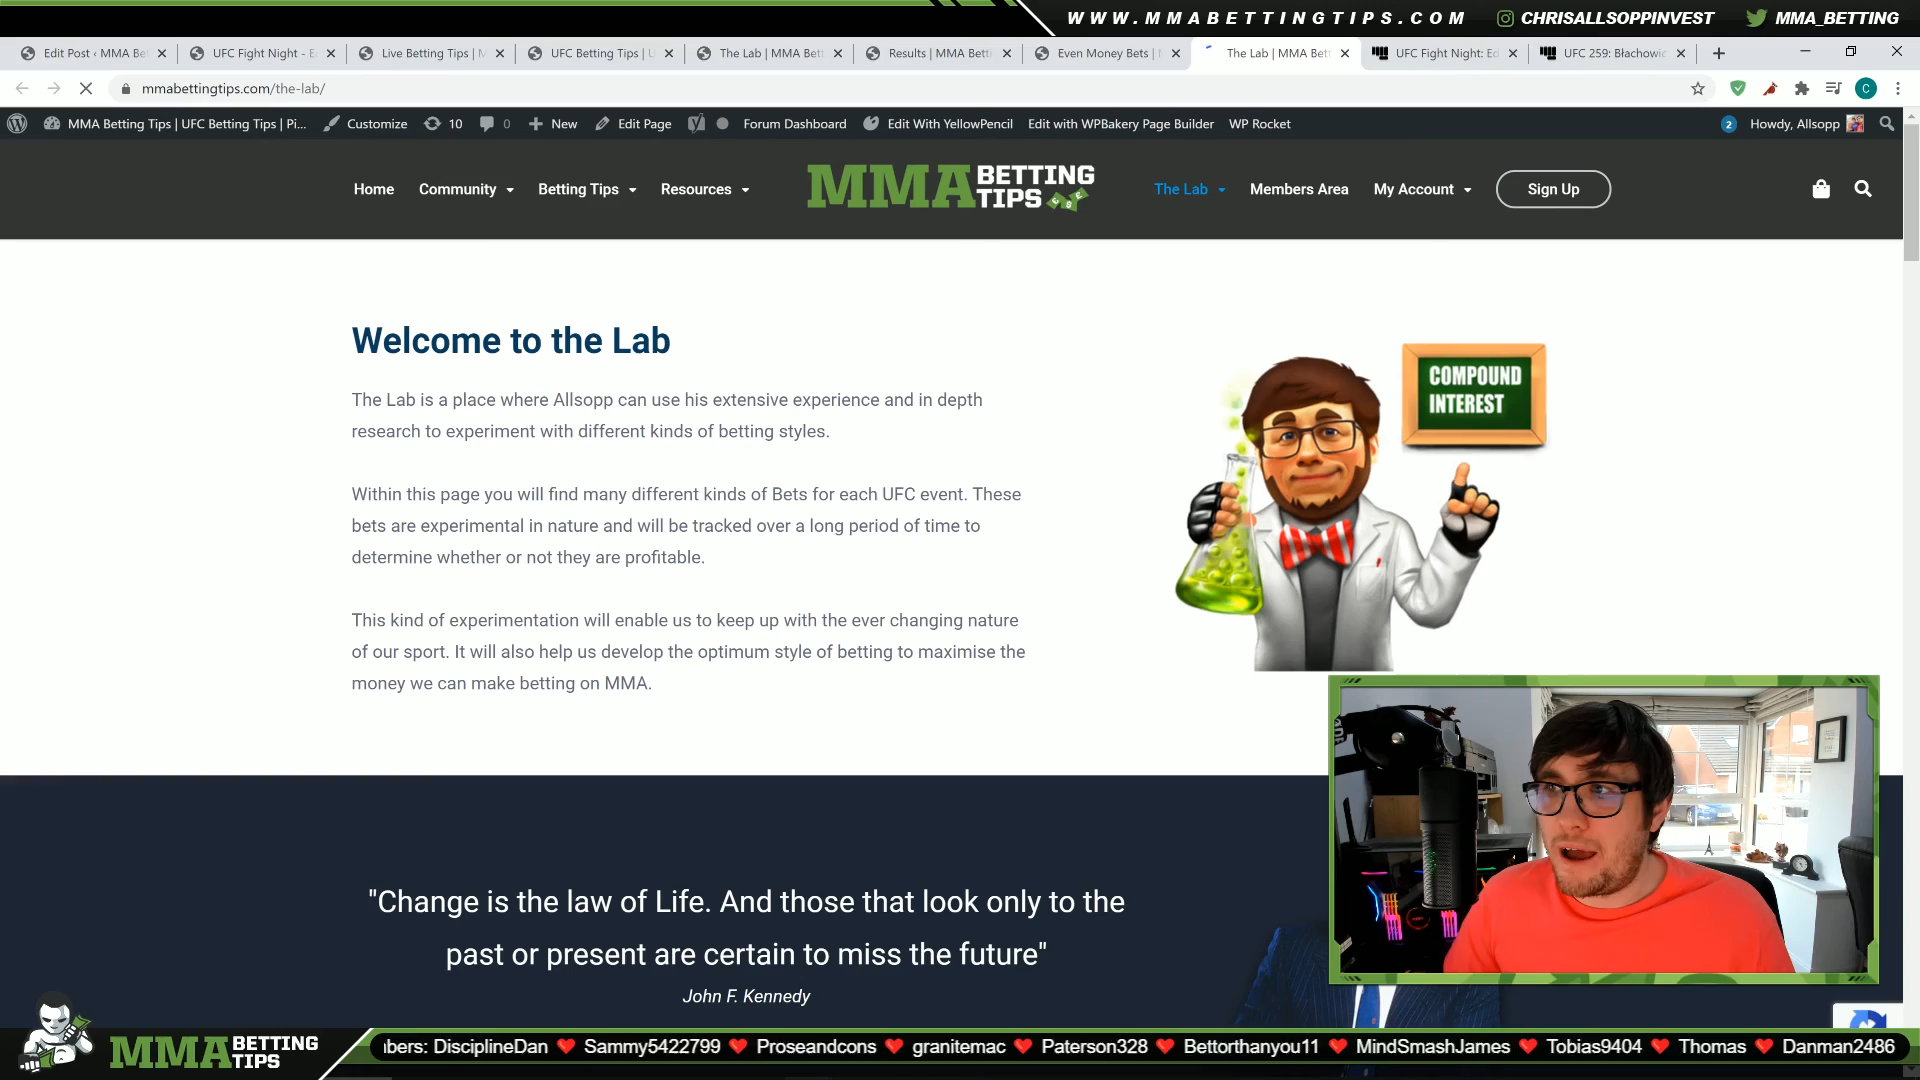 WWW.MMABETTINGTIPS.COM CHRISALLSOPPINVEST MMA_BETTING
Edit Post ‹ MMA Be UFC Fight Night - E Live Betting Tips | M UFC Betting Tips | U The Lab | MMA Bett Results | MMA Betti Even Money Bets | The Lab | MMA Bett UFC Fight Night: Ed UFC 259: Błachowic
mmabettingtips.com/the-lab/ C
MMA Betting Tips | UFC Betting Tips | Pi... Customize 10 0 New Edit Page Forum Dashboard Edit With YellowPencil Edit with WPBakery Page Builder WP Rocket 2 Howdy, Allsopp
Home Community Betting Tips Resources MMA BETTING TIPS The Lab Members Area My Account Sign Up
Welcome to the Lab
The Lab is a place where Allsopp can use his extensive experience and in depth
research to experiment with different kinds of betting styles.
Within this page you will find many different kinds of Bets for each UFC event. These
bets are experimental in nature and will be tracked over a long period of time to
determine whether or not they are profitable.
This kind of experimentation will enable us to keep up with the ever changing nature
of our sport. It will also help us develop the optimum style of betting to maximise the
money we can make betting on MMA.
COMPOUND
INTEREST
"Change is the law of Life. And those that look only to the
past or present are certain to miss the future"
John F. Kennedy
MMA BETTING TIPS
bers: DisciplineDan Sammy5422799 Proseandcons granitemac Paterson328 Bettorthanyou11 MindSmashJames Tobias9404 Thomas Danman2486